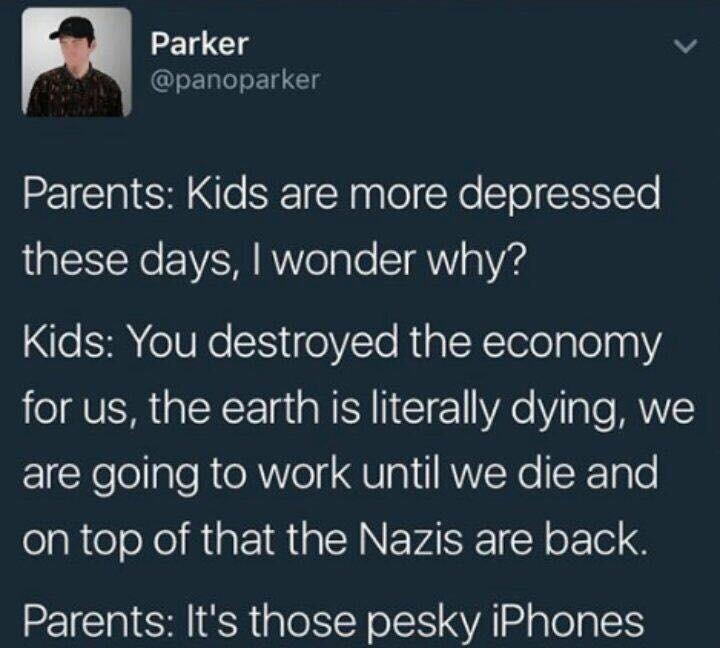 Parker
@panoparker
Parents: Kids are more depressed
these days, I wonder why?
Kids: You destroyed the economy
for us, the earth is literally dying, we
are going to work until we die and
on top of that the Nazis are back.
Parents: It's those pesky iPhones